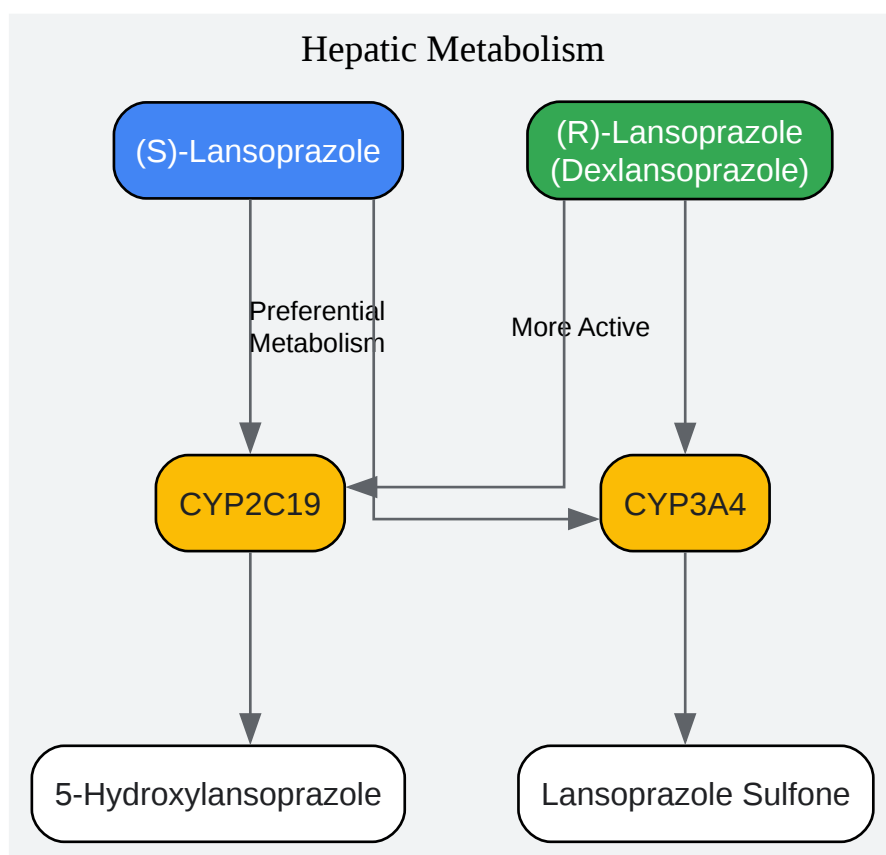 Hepatic Metabolism
(S)-Lansoprazole
(R)-Lansoprazole
(Dexlansoprazole)
Preferential
Metabolism
More Active
CYP2C19
CYP3A4
5-Hydroxylansoprazole
Lansoprazole Sulfone